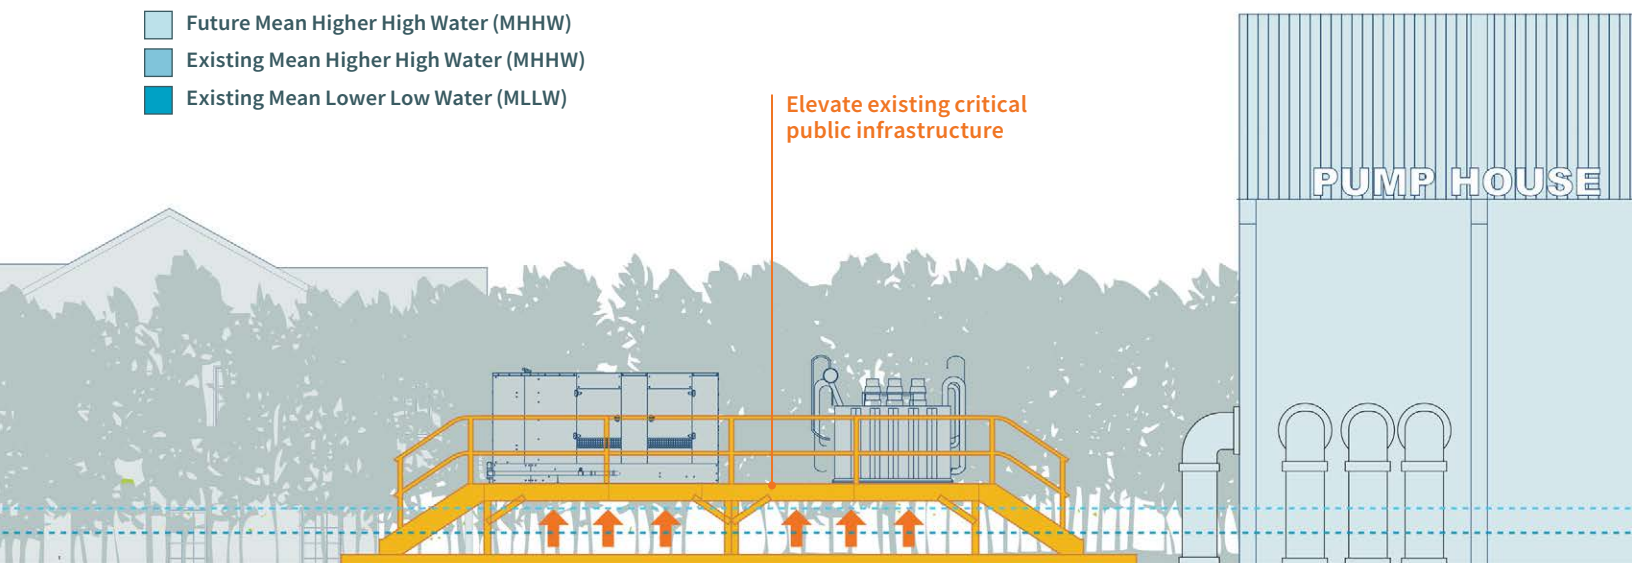 Future Mean Higher High Water (MHHW)
Existing Mean Higher High Water (MHHW)
Existing Mean Lower Low Water (MLLW)
Elevate existing critical
public infrastructure
PUMP HOUSE